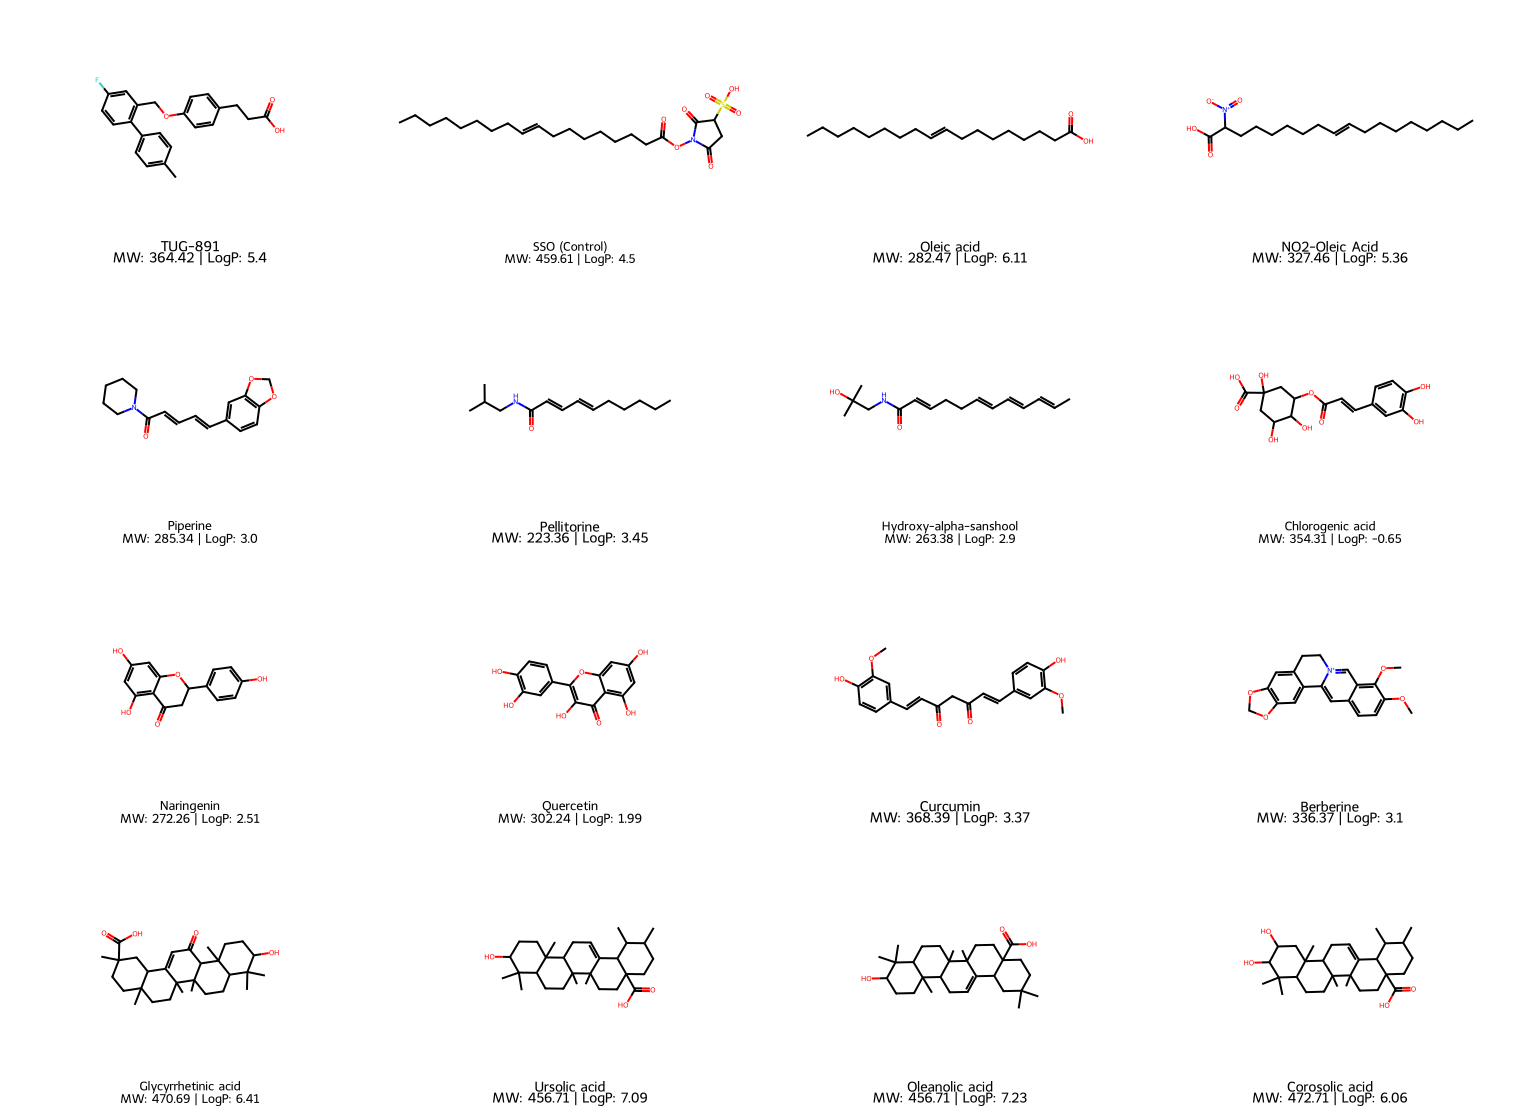 TUG-891
MW: 364.42 | LogP: 5.4
SSO (Control)
MW: 459.61 | LogP: 4.5
Oleic acid
MW: 282.47 | LogP: 6.11
NO2-Oleic Acid
MW: 327.46 | LogP: 5.36
Piperine
MW: 285.34 | LogP: 3.0
Pellitorine
MW: 223.36 | LogP: 3.45
Hydroxy-alpha-sanshool
MW: 263.38 | LogP: 2.9
Chlorogenic acid
MW: 354.31 | LogP: -0.65
Naringenin
MW: 272.26 | LogP: 2.51
Quercetin
MW: 302.24 | LogP: 1.99
Curcumin
MW: 368.39 | LogP: 3.37
Berberine
MW: 336.37 | LogP: 3.1
Glycyrrhetinic acid
MW: 470.69 | LogP: 6.41
Ursolic acid
MW: 456.71 | LogP: 7.09
Oleanolic acid
MW: 456.71 | LogP: 7.23
Corosolic acid
MW: 472.71 | LogP: 6.06